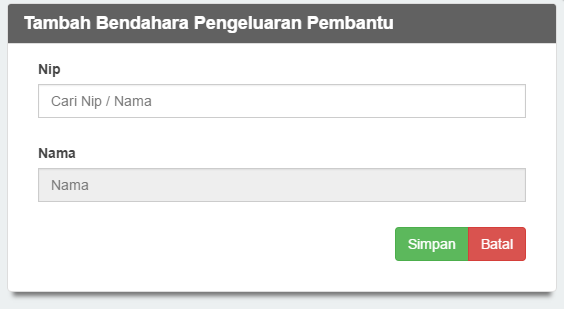 Tambah Bendahara Pengeluaran Pembantu
Nip
Cari Nip / Nama
Nama
Nama
Simpan Batal